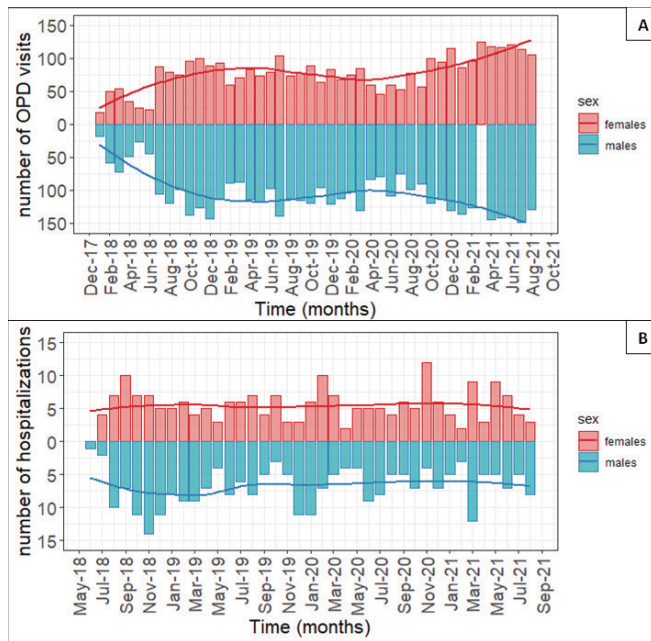 A
number of OPD visits
150
100
50
0
50
100
150
Dec-17
Feb-18
Apr-18
Jun-18
Aug-18
Oct-18
Dec-18
Feb-19
Apr-19
Jun-19
Aug-19
Oct-19
Dec-19
Feb-20
Apr-20
Jun-20
Aug-20
Oct-20
Dec-20
Feb-21
Apr-21
Jun-21
Aug-21
Oct-21
Time (months)
sex
females
males
B
number of hospitalizations
15
10
5
0
5
10
15
May-18
Jul-18
Sep-18
Nov-18
Jan-19
Mar-19
May-19
Jul-19
Sep-19
Nov-19
Jan-20
Mar-20
May-20
Jul-20
Sep-20
Nov-20
Jan-21
Mar-21
May-21
Jul-21
Sep-21
Time (months)
sex
females
males